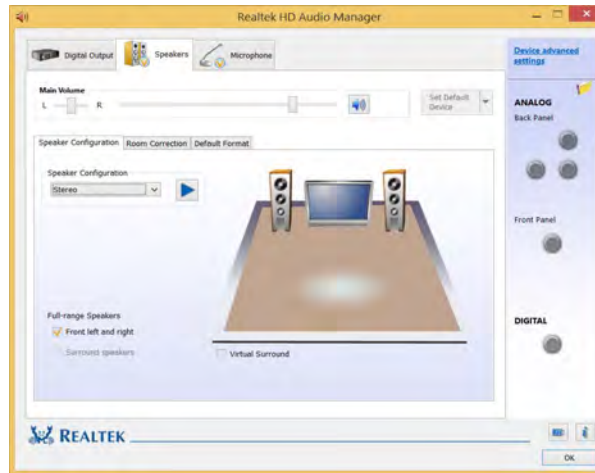 Realtek HD Audio Manager
Digital Output
Speakers
Microphone
Device advanced
settings
Main Volume
L
R
Set Default
Device
ANALOG
Back Panel
Speaker Configuration
Room Correction
Default Format
Speaker Configuration
Stereo
Front Panel
Full-range Speakers
Front left and right
Surround speakers
Virtual Surround
DIGITAL
REALTEK
OK